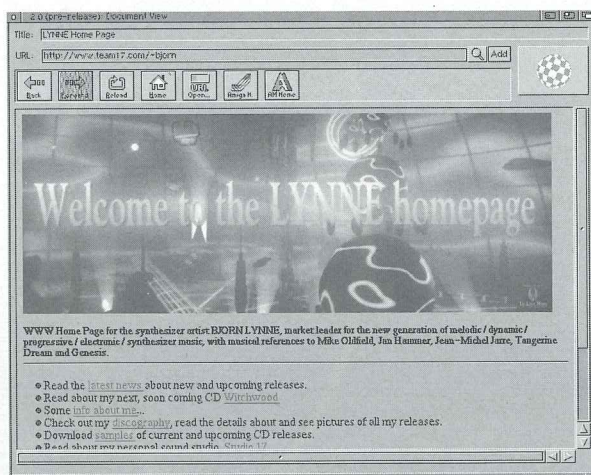 2.0 (pre-release): Document View
Title: LYNNE Home Page
URL: http://www.team17.com/~bjorn
Add
Back
Forward
Reload
Home
Open...
Amiga H.
AM Home
Welcome to the LYNNE homepage
WWW Home Page for the synthesizer artist BJORN LYNNE, market leader for the new generation of melodic / dynamic /
progressive / electronic / synthesizer music, with musical references to Mike Oldfield, Jan Hammer, Jean-Michel Jarre, Tangerine
Dream and Genesis.
Read the latest news about new and upcoming releases.
Read about my next, soon coming CD Witchwood
Some info about me...
Check out my discography, read the details about and see pictures of all my releases.
Download samples of current and upcoming CD releases.
Read about my personal sound studio, Studio 17